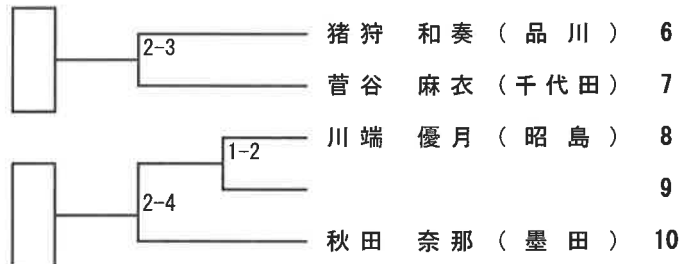 猪狩 和奏 ( 品川 ) 6
2-3
菅谷 麻衣 ( 千代田 ) 7
川端 優月 ( 昭島 ) 8
1-2
9
2-4
秋田 奈那 ( 墨田 ) 10